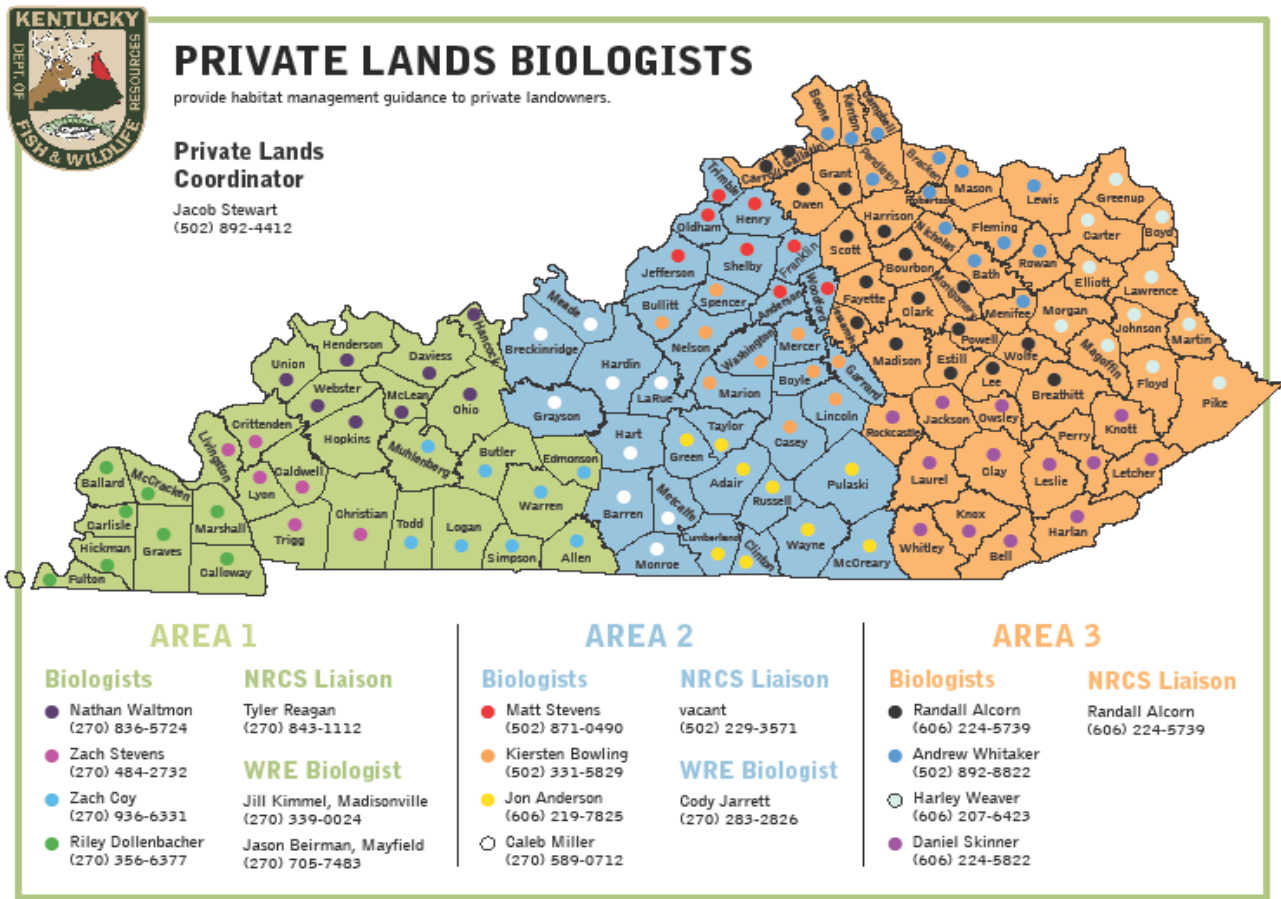 KENTUCKY
DEPT. OF
FISH & WILDLIFE
RESOURCES
PRIVATE LANDS BIOLOGISTS
provide habitat management guidance to private landowners.
Private Lands
Coordinator
Jacob Stewart
(502) 892-4412
Boone
Kenton
Campbell
Carroll
Gallatin
Grant
Pendleton
Bracken
Robertson
Mason
Lewis
Greenup
Boyd
Carter
Owen
Harrison
Nicholas
Fleming
Rowan
Elliott
Lawrence
Scott
Bourbon
Bath
Montgomery
Menifee
Morgan
Johnson
Martin
Fayette
Clark
Jessamine
Madison
Powell
Estill
Wolfe
Lee
Magoffin
Floyd
Pike
Breathitt
Rockcastle
Jackson
Owsley
Perry
Knott
Letcher
Laurel
Clay
Leslie
Whitley
Knox
Bell
Harlan
Trimble
Oldham
Henry
Jefferson
Shelby
Franklin
Woodford
Anderson
Bullitt
Spencer
Meade
Breckinridge
Hardin
Nelson
Washington
Mercer
Garrard
LaRue
Marion
Boyle
Lincoln
Grayson
Hart
Taylor
Green
Casey
Adair
Russell
Pulaski
Barren
Metcalfe
Cumberland
Clinton
Wayne
McCreary
Monroe
Hancock
Henderson
Daviess
Union
Webster
McLean
Ohio
Crittenden
Hopkins
Livingston
Muhlenberg
Butler
Edmonson
Caldwell
Lyon
Warren
Ballard
McCracken
Carlisle
Marshall
Trigg
Christian
Todd
Logan
Simpson
Allen
Hickman
Graves
Calloway
Fulton
AREA 1
Biologists
Nathan Waltmon
(270) 836-5724
Zach Stevens
(270) 484-2732
Zach Coy
(270) 936-6331
Riley Dollenbacher
(270) 356-6377
NRCS Liaison
Tyler Reagan
(270) 843-1112
WRE Biologist
Jill Kimmel, Madisonville
(270) 339-0024
Jason Beirman, Mayfield
(270) 705-7483
AREA 2
Biologists
Matt Stevens
(502) 871-0490
Kiersten Bowling
(502) 331-5829
Jon Anderson
(606) 219-7825
Caleb Miller
(270) 589-0712
NRCS Liaison
vacant
(502) 229-3571
WRE Biologist
Cody Jarrett
(270) 283-2826
AREA 3
Biologists
Randall Alcorn
(606) 224-5739
Andrew Whitaker
(502) 892-8822
Harley Weaver
(606) 207-6423
Daniel Skinner
(606) 224-5822
NRCS Liaison
Randall Alcorn
(606) 224-5739